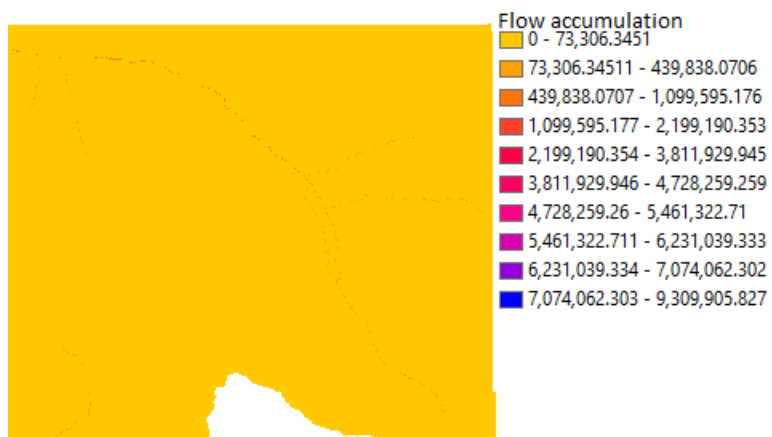 Flow accumulation
0 - 73,306.3451
73,306.34511 - 439,838.0706
439,838.0707 - 1,099,595.176
1,099,595.177 - 2,199,190.353
2,199,190.354 - 3,811,929.945
3,811,929.946 - 4,728,259.259
4,728,259.26 - 5,461,322.71
5,461,322.711 - 6,231,039.333
6,231,039.334 - 7,074,062.302
7,074,062.303 - 9,309,905.827